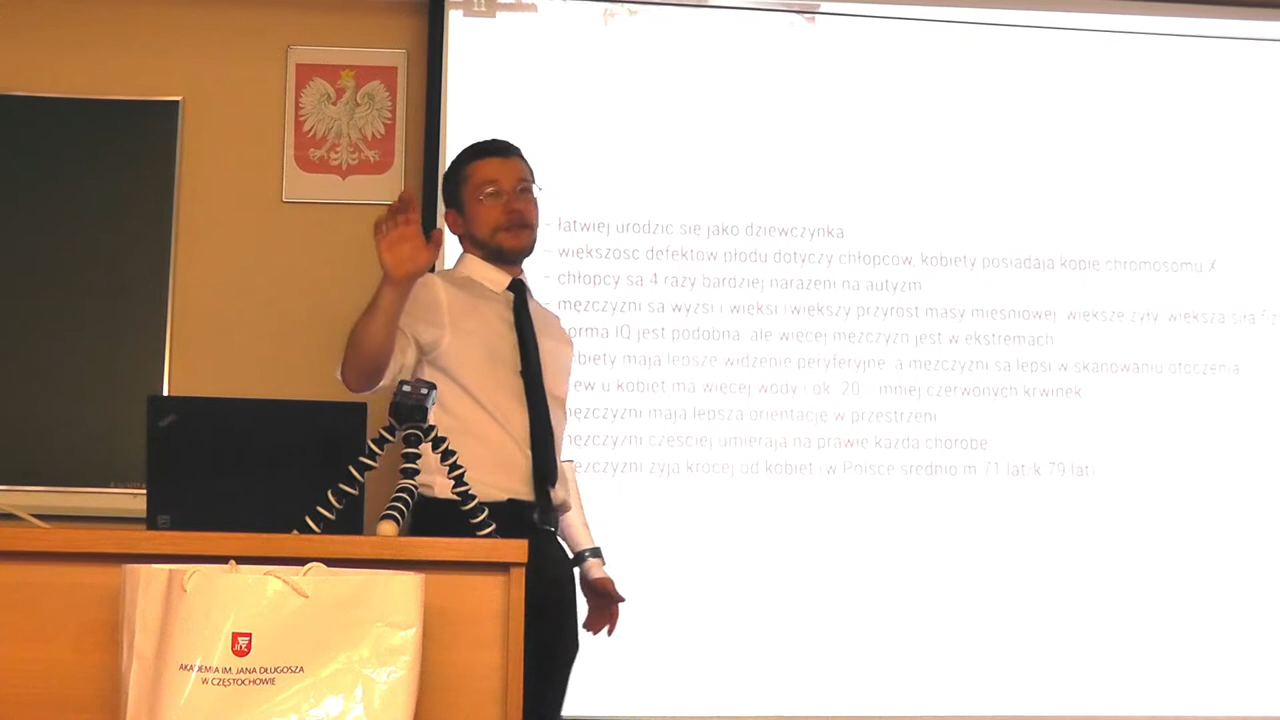 11
- łatwiej urodzić się jako dziewczynka
- większość defektów płodu dotyczy chłopców, kobiety posiadają kopię chromosomu X
- chłopcy są 4 razy bardziej narażeni na autyzm
- mężczyźni są wyżsi i więksi (większy przyrost masy mięśniowej, większe żyły, większa siła
norma IQ jest podobna, ale więcej mężczyzn jest w ekstremach
kobiety mają lepsze widzenie peryferyjne, a mężczyźni są lepsi w skanowaniu otoczenia
krew u kobiet ma więcej wody i ok. 20% mniej czerwonych krwinek
mężczyźni mają lepszą orientację w przestrzeni
mężczyźni częściej umierają na prawie każdą chorobę
mężczyźni żyją krócej od kobiet (w Polsce średnio m 71 lat, k 79 lat)
AKADEMIA IM. JANA DŁUGOSZA
W CZĘSTOCHOWIE